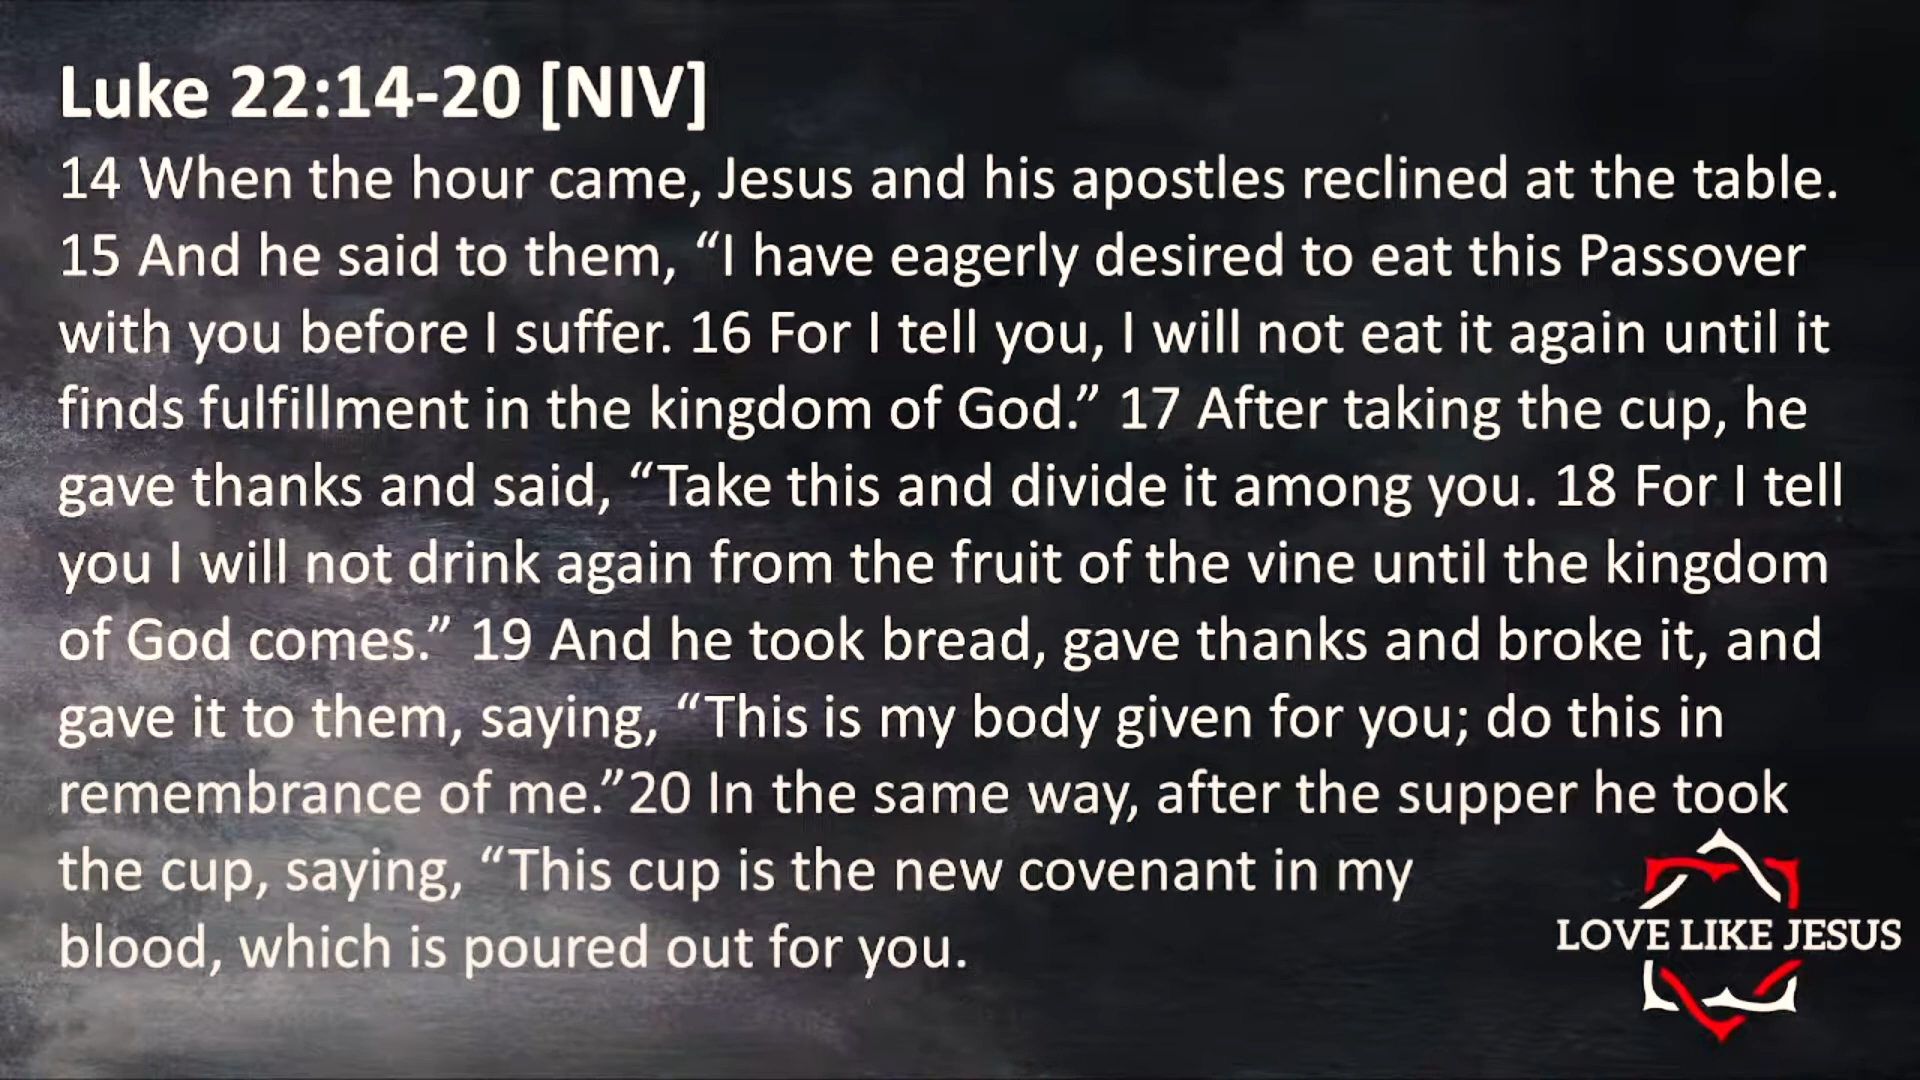 Luke 22:14-20 [NIV]
14 When the hour came, Jesus and his apostles reclined at the table.
15 And he said to them, “I have eagerly desired to eat this Passover
with you before I suffer. 16 For I tell you, I will not eat it again until it
finds fulfillment in the kingdom of God.” 17 After taking the cup, he
gave thanks and said, “Take this and divide it among you. 18 For I tell
you I will not drink again from the fruit of the vine until the kingdom
of God comes.” 19 And he took bread, gave thanks and broke it, and
gave it to them, saying, “This is my body given for you; do this in
remembrance of me.”20 In the same way, after the supper he took
the cup, saying, “This cup is the new covenant in my
blood, which is poured out for you.
LOVE LIKE JESUS